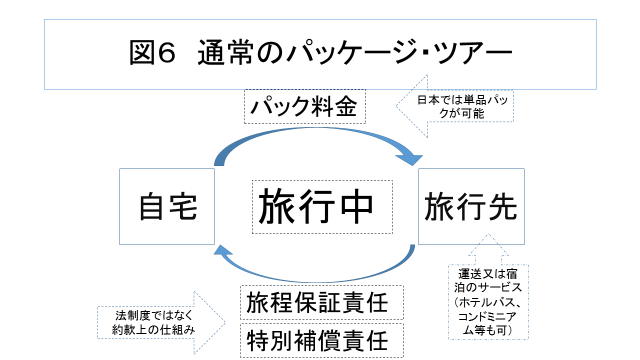 図６　通常のパッケージ・ツアー
パック料金
日本では単品パッ
クが可能
自宅
旅行中
旅行先
運送又は宿
泊のサービス
（ホテルパス、
コンドミニア
ム等も可）
旅程保証責任
法制度ではなく
約款上の仕組み
特別補償責任